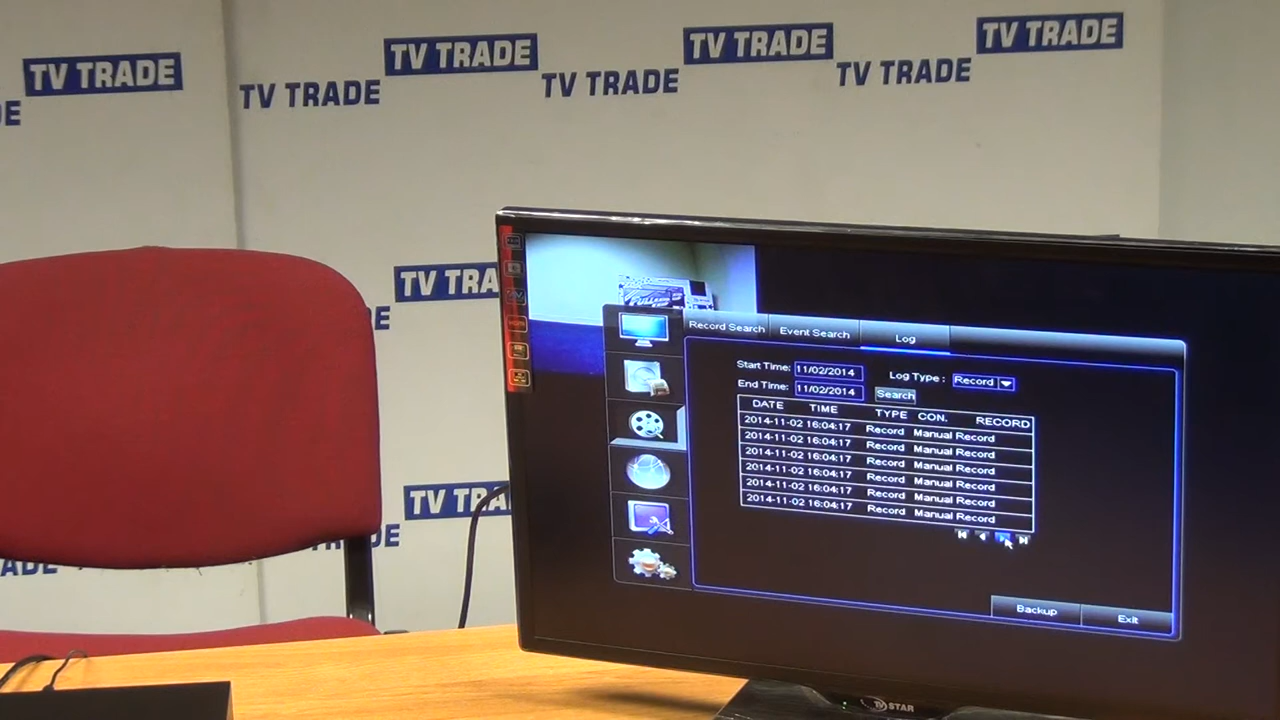 TV TRADE
TV TRADE
TV TRADE
TV TRADE
TV TRADE
TV TRADE
TV TRADE
E
TV TRA
E
TV TRA
TRADE
ADE
Record Search
Event Search
Log
Start Time: 11/02/2014
Log Type : Record
End Time: 11/02/2014
Search
DATE TIME TYPE CON. RECORD
2014-11-02 16:04:17 Record Manual Record
2014-11-02 16:04:17 Record Manual Record
2014-11-02 16:04:17 Record Manual Record
2014-11-02 16:04:17 Record Manual Record
2014-11-02 16:04:17 Record Manual Record
2014-11-02 16:04:17 Record Manual Record
Backup
Exit
TV STAR